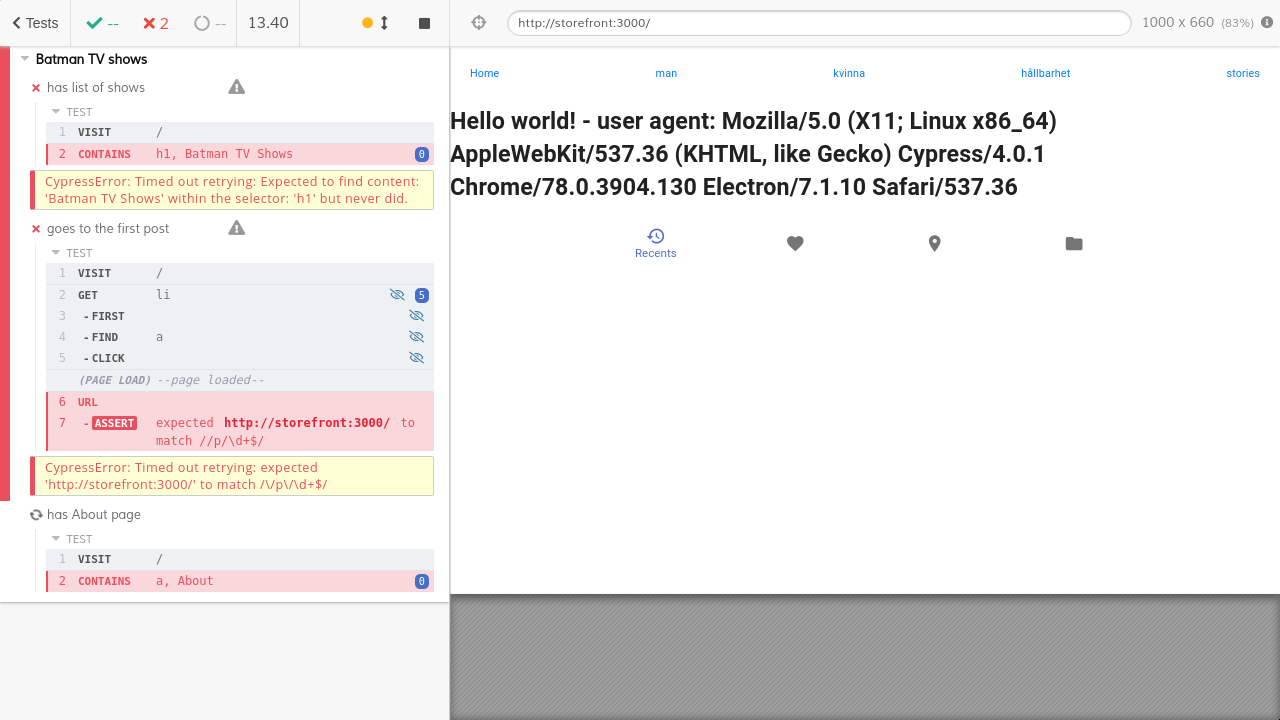 Tests -- 2 -- 13.40
http://storefront:3000/ 1000 x 660 (83%)
Batman TV shows
has list of shows
TEST
1 VISIT /
2 CONTAINS h1, Batman TV Shows 0
CypressError: Timed out retrying: Expected to find content:
'Batman TV Shows' within the selector: 'h1' but never did.
goes to the first post
TEST
1 VISIT /
2 GET li 5
3 -FIRST
4 -FIND a
5 -CLICK
(PAGE LOAD) --page loaded--
6 URL
7 -ASSERT expected http://storefront:3000/ to
match //p/\d+$/
CypressError: Timed out retrying: expected
'http://storefront:3000/' to match /\/p\/\d+$/
has About page
TEST
1 VISIT /
2 CONTAINS a, About 0
Home man kvinna hållbarhet stories
Hello world! - user agent: Mozilla/5.0 (X11; Linux x86_64)
AppleWebKit/537.36 (KHTML, like Gecko) Cypress/4.0.1
Chrome/78.0.3904.130 Electron/7.1.10 Safari/537.36
Recents